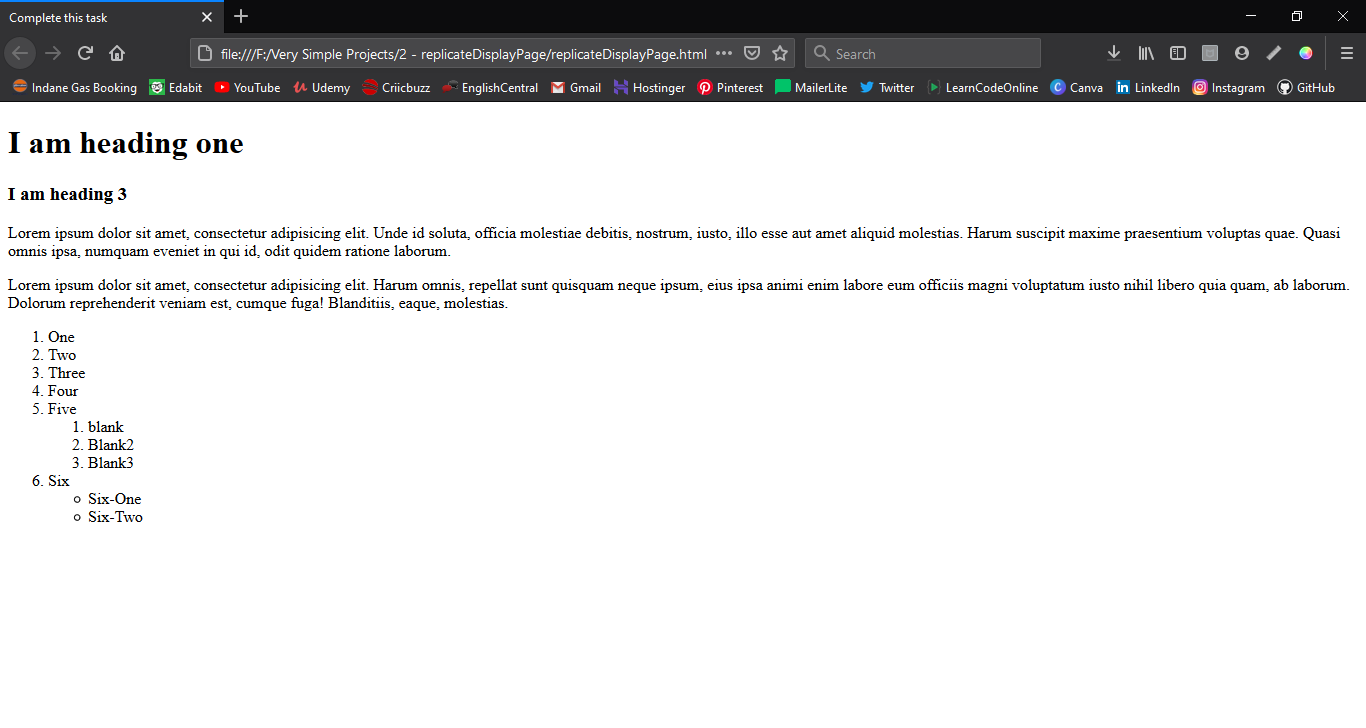 Complete this task
file:///F:/Very Simple Projects/2 - replicateDisplayPage/replicateDisplayPage.html
Search
Indane Gas Booking Edabit YouTube Udemy Criicbuzz EnglishCentral Gmail Hostinger Pinterest MailerLite Twitter LearnCodeOnline Canva LinkedIn Instagram GitHub
I am heading one
I am heading 3
Lorem ipsum dolor sit amet, consectetur adipisicing elit. Unde id soluta, officia molestiae debitis, nostrum, iusto, illo esse aut amet aliquid molestias. Harum suscipit maxime praesentium voluptas quae. Quasi
omnis ipsa, numquam eveniet in qui id, odit quidem ratione laborum.
Lorem ipsum dolor sit amet, consectetur adipisicing elit. Harum omnis, repellat sunt quisquam neque ipsum, eius ipsa animi enim labore eum officiis magni voluptatum iusto nihil libero quia quam, ab laborum.
Dolorum reprehenderit veniam est, cumque fuga! Blanditiis, eaque, molestias.
1. One
2. Two
3. Three
4. Four
5. Five
1. blank
2. Blank2
3. Blank3
6. Six
Six-One
Six-Two